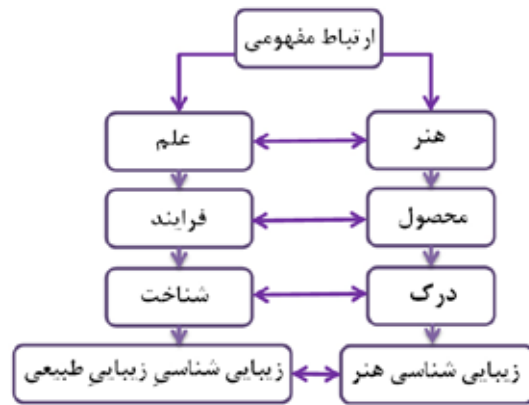 ارتباط مفهومی
هنر
علم
محصول
فرایند
درک
شناخت
زیبایی شناسی هنر
زیبایی شناسیِ زیباییِ طبیعی